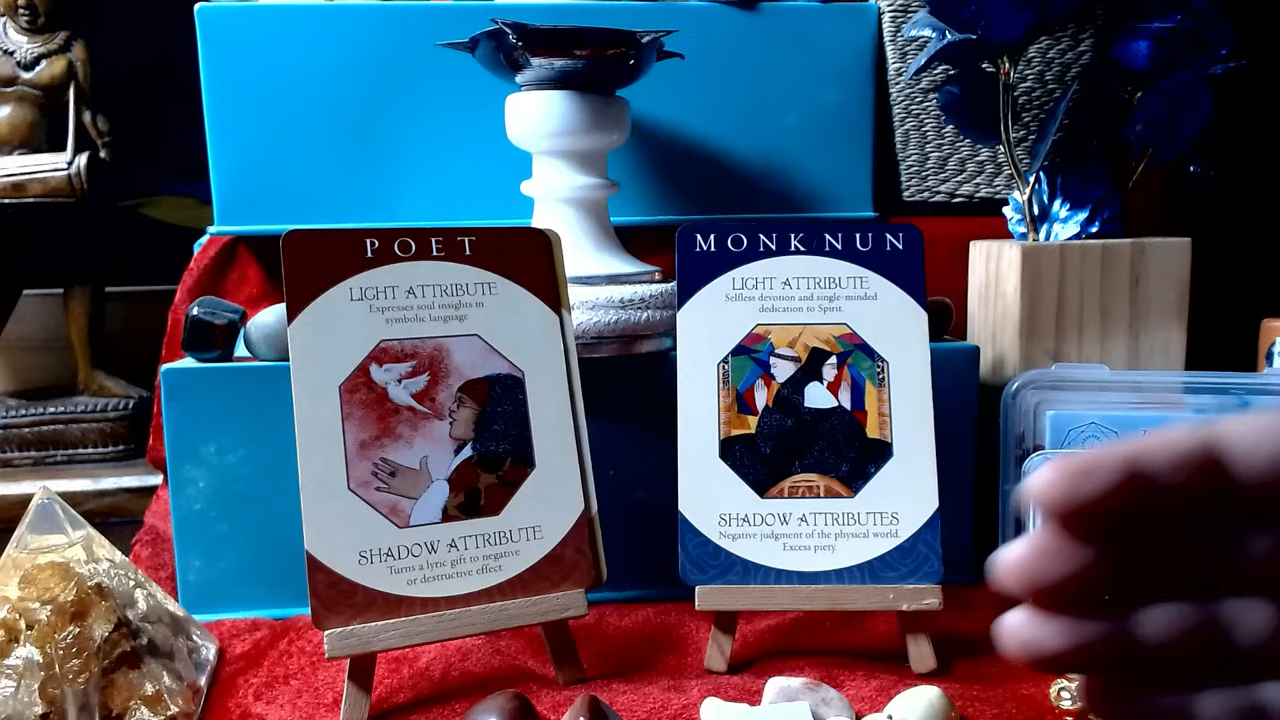 POET
LIGHT ATTRIBUTE
Expresses soul insights in
symbolic language
SHADOW ATTRIBUTE
Turns a lyric gift to negative
or destructive effect.
MONK NUN
LIGHT ATTRIBUTE
Selfless devotion and single-minded
dedication to Spirit.
SHADOW ATTRIBUTES
Negative judgment of the physical world.
Excess piety.